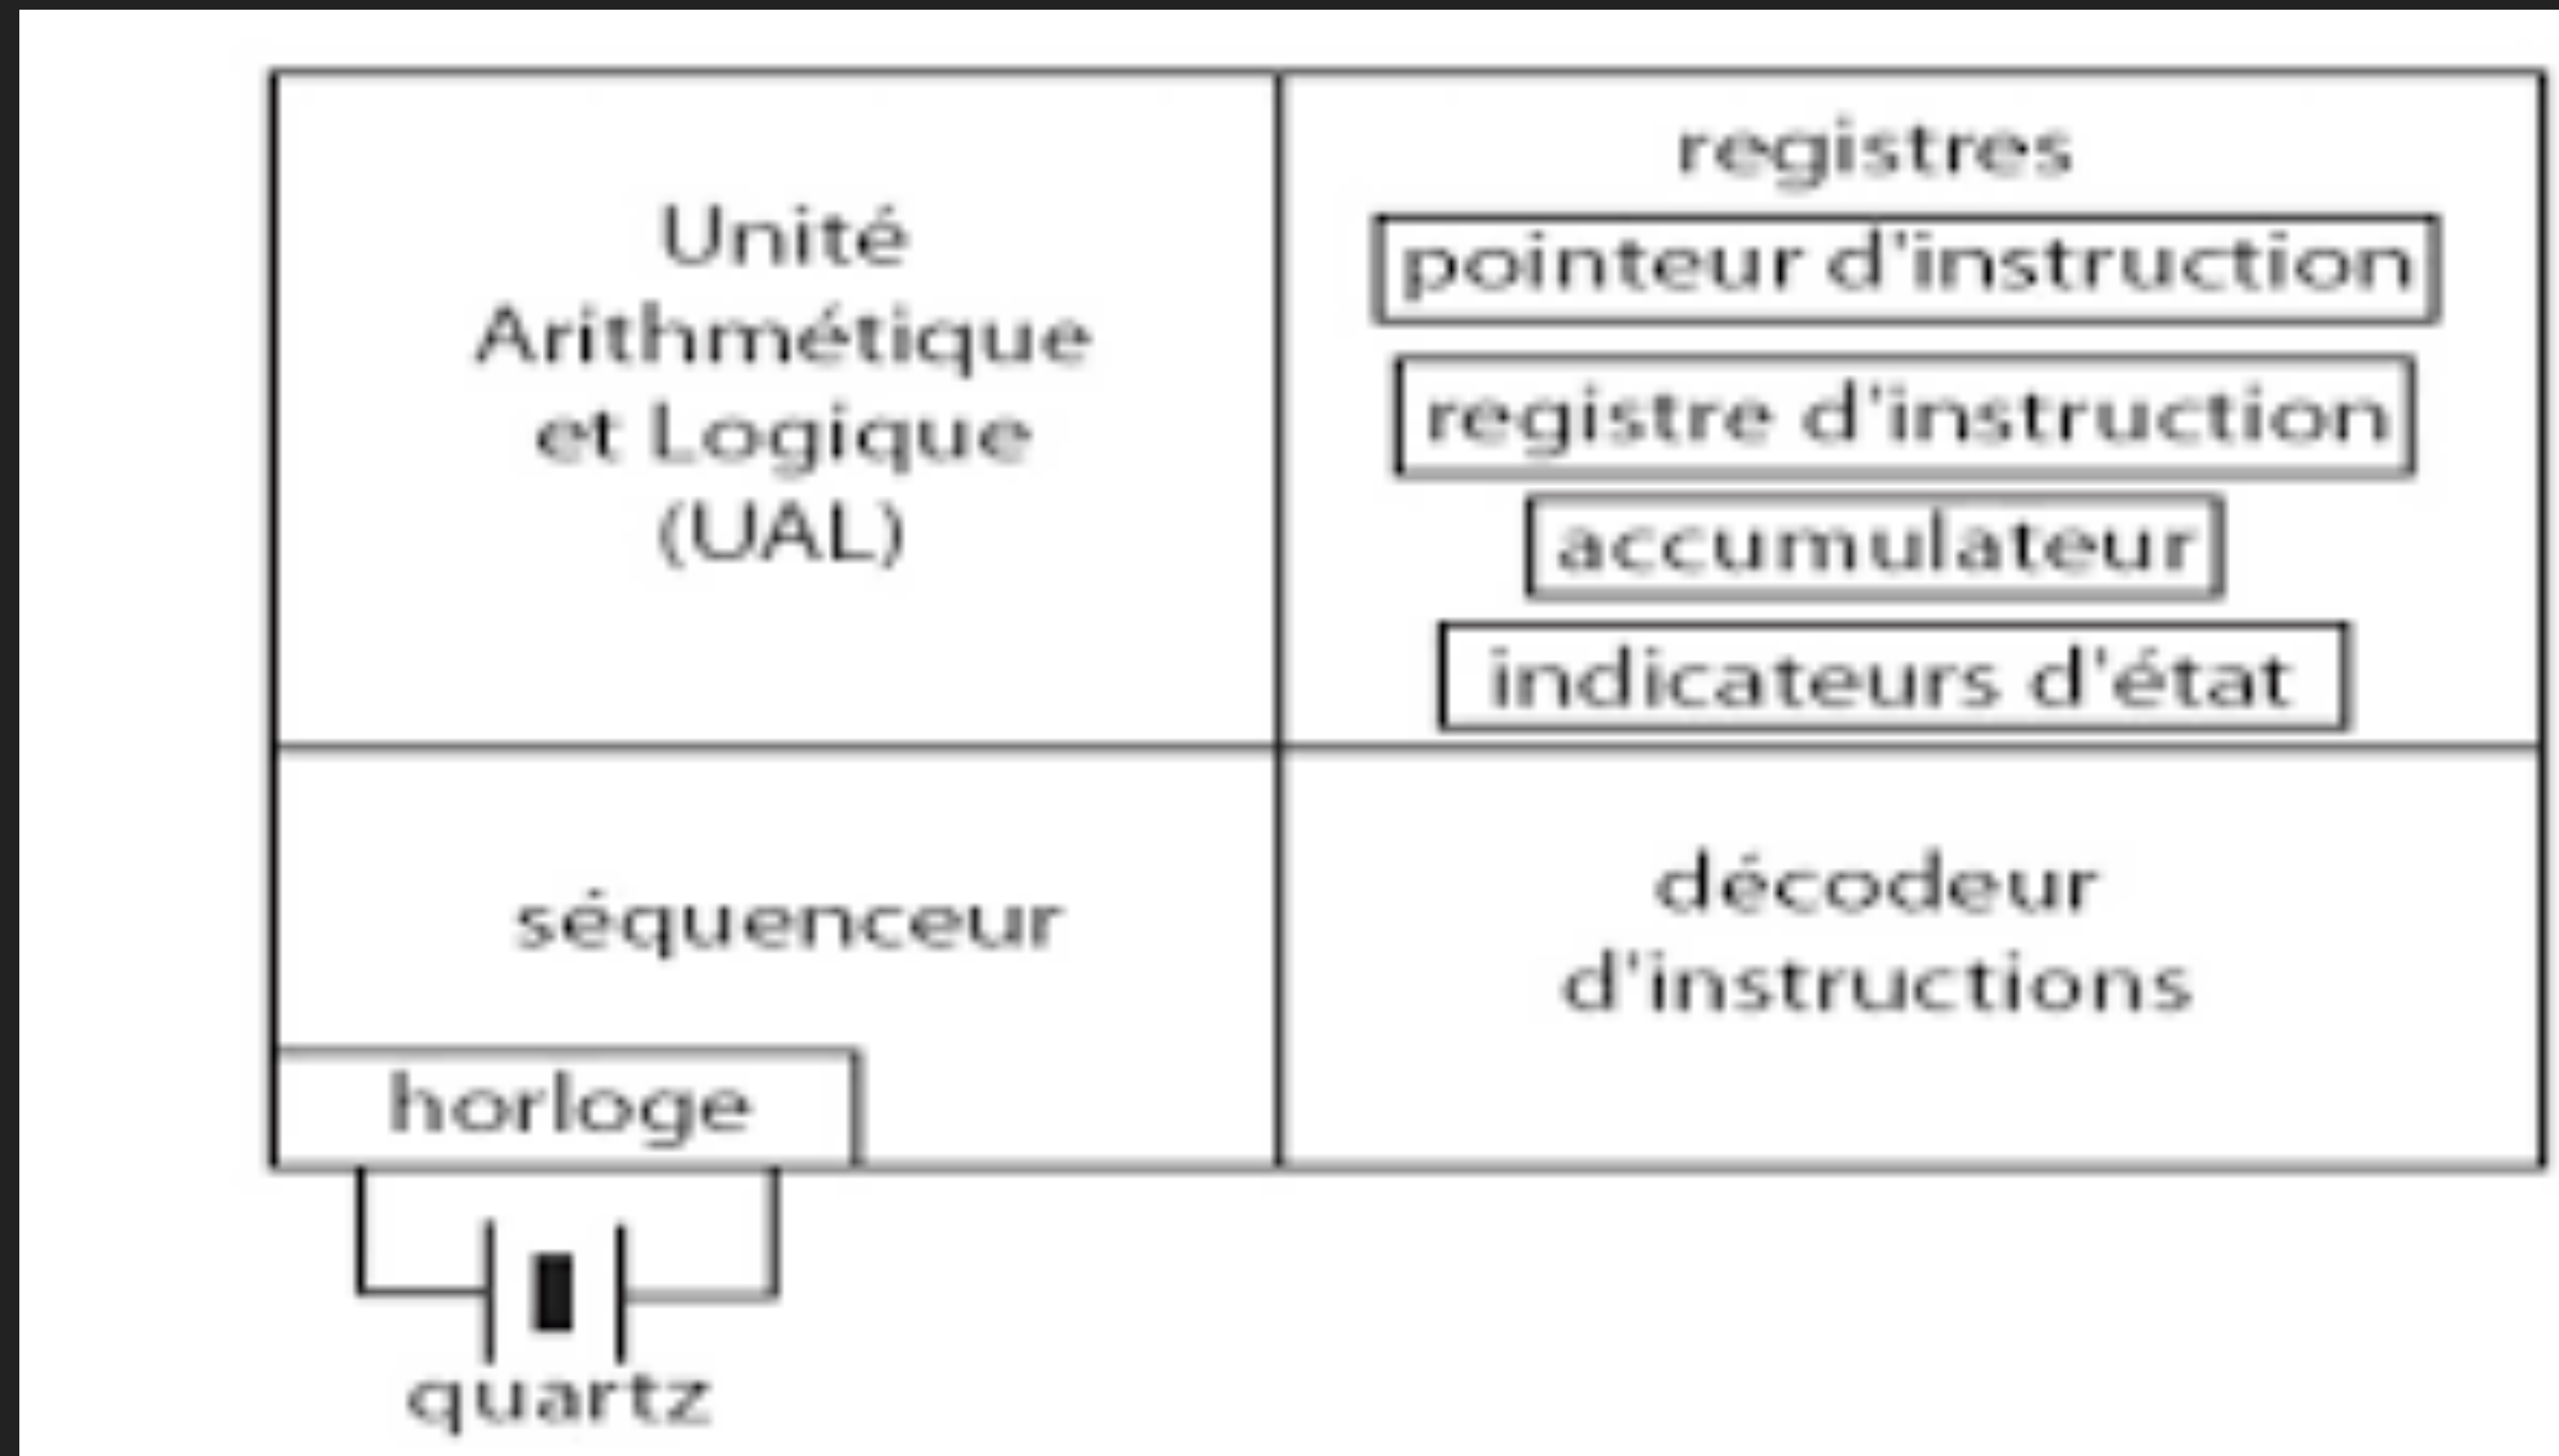 Unité
Arithmétique
et Logique
(UAL)
registres
pointeur d'instruction
registre d'instruction
accumulateur
indicateurs d'état
séquenceur
horloge
décodeur
d'instructions
quartz